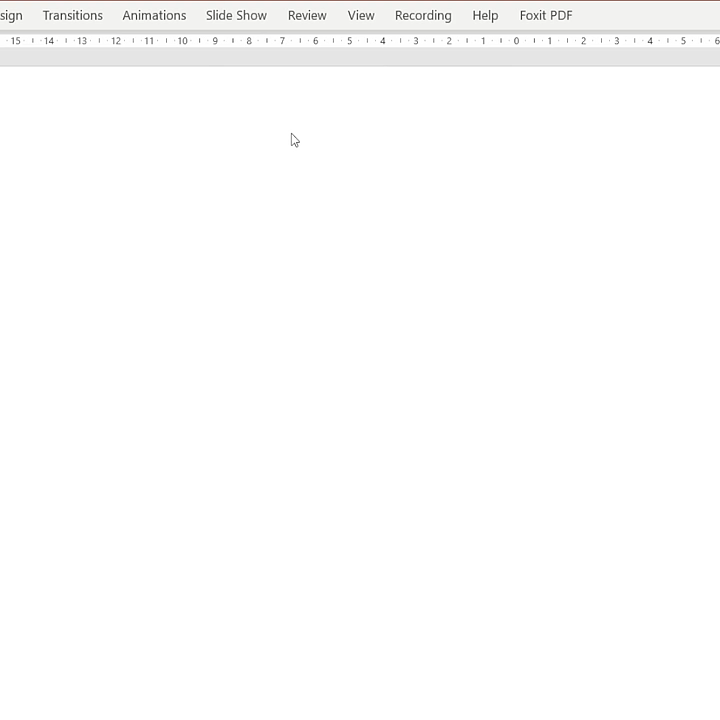 sign Transitions Animations Slide Show Review View Recording Help Foxit PDF
15 14 13 12 11 10 9 8 7 6 5 4 3 2 1 0 1 2 3 4 5 6